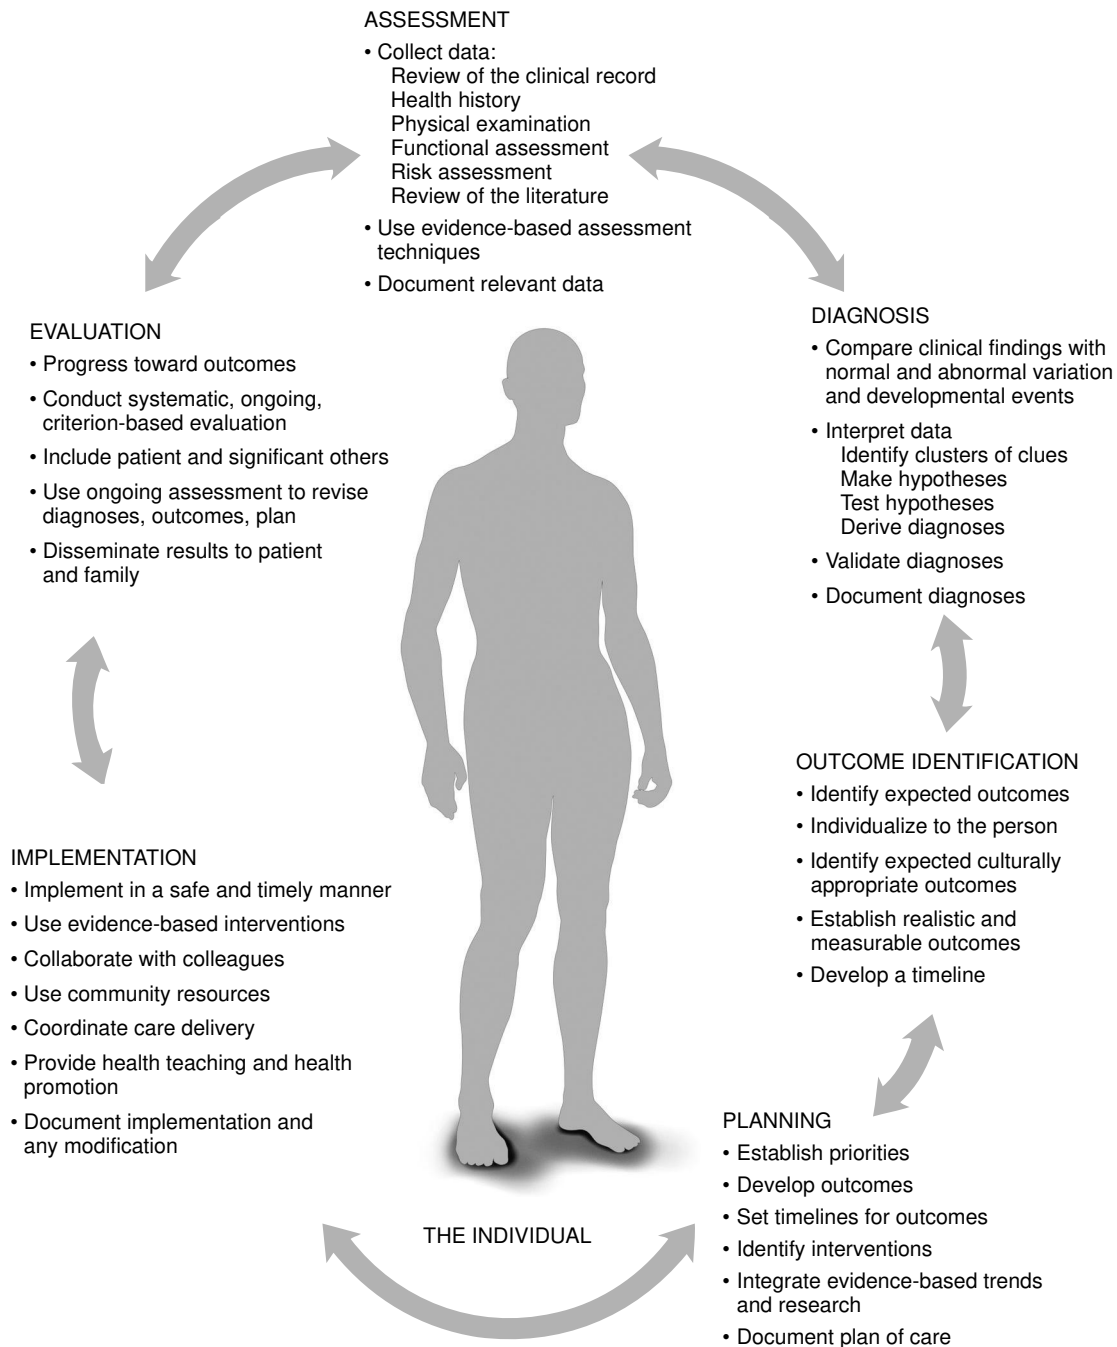 ASSESSMENT
• Collect data:
Review of the clinical record
Health history
Physical examination
Functional assessment
Risk assessment
Review of the literature
• Use evidence-based assessment
techniques
• Document relevant data
DIAGNOSIS
• Compare clinical findings with
normal and abnormal variation
and developmental events
• Interpret data
Identify clusters of clues
Make hypotheses
Test hypotheses
Derive diagnoses
• Validate diagnoses
• Document diagnoses
OUTCOME IDENTIFICATION
• Identify expected outcomes
• Individualize to the person
• Identify expected culturally
appropriate outcomes
• Establish realistic and
measurable outcomes
• Develop a timeline
PLANNING
• Establish priorities
• Develop outcomes
• Set timelines for outcomes
• Identify interventions
• Integrate evidence-based trends
and research
• Document plan of care
THE INDIVIDUAL
IMPLEMENTATION
• Implement in a safe and timely manner
• Use evidence-based interventions
• Collaborate with colleagues
• Use community resources
• Coordinate care delivery
• Provide health teaching and health
promotion
• Document implementation and
any modification
EVALUATION
• Progress toward outcomes
• Conduct systematic, ongoing,
criterion-based evaluation
• Include patient and significant others
• Use ongoing assessment to revise
diagnoses, outcomes, plan
• Disseminate results to patient
and family